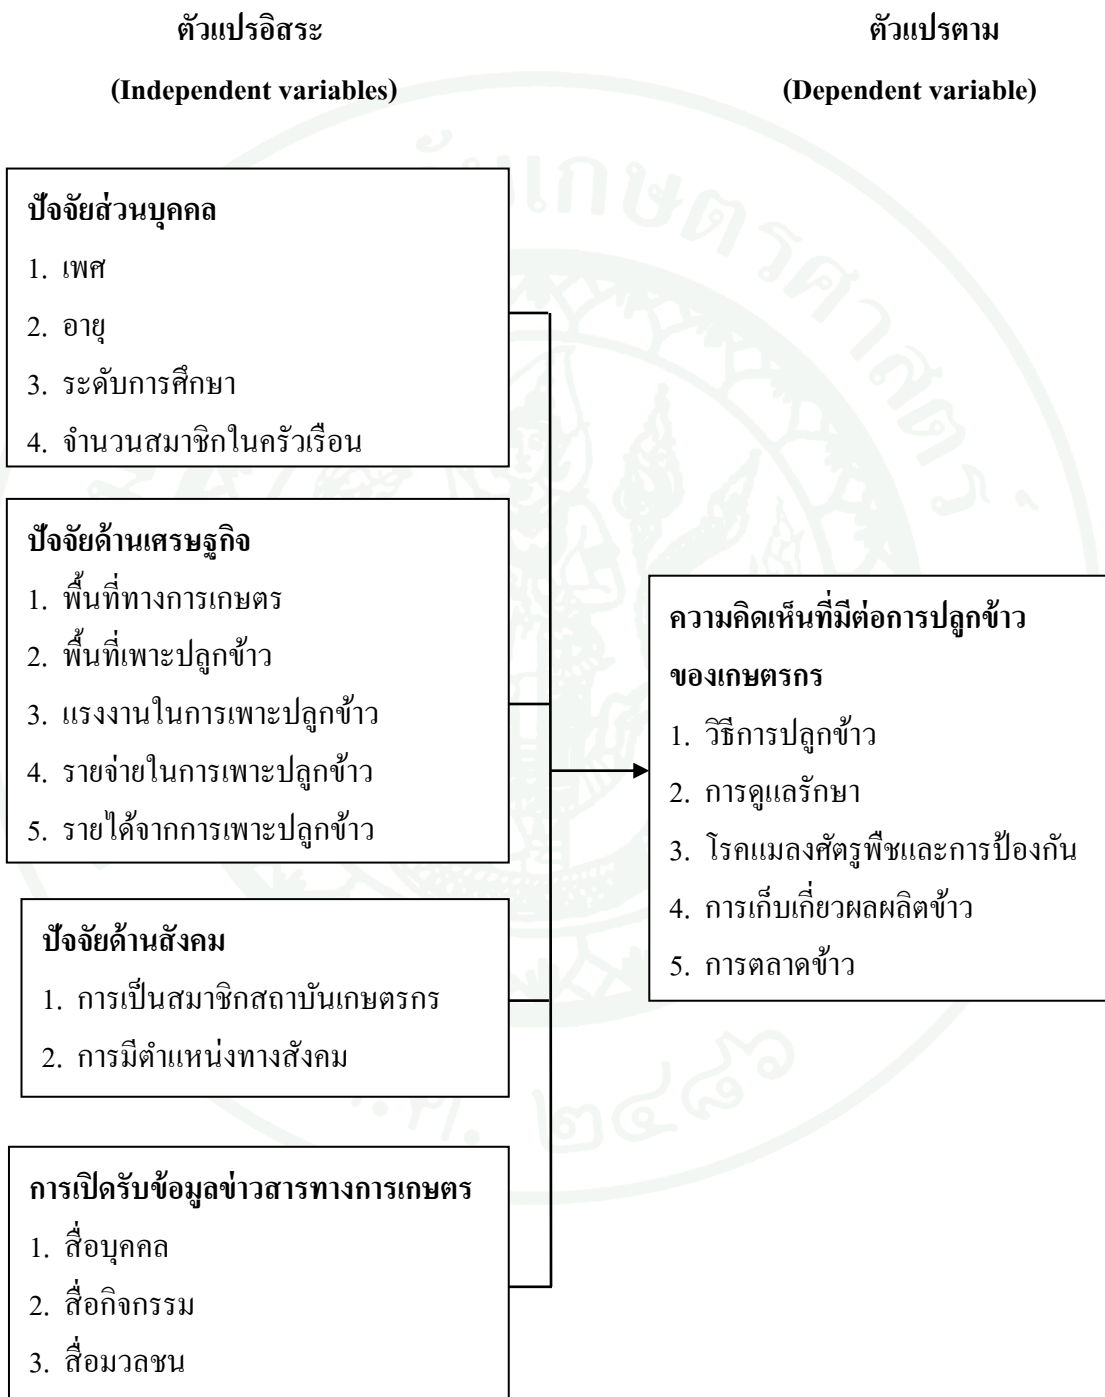 ตัวแปรอิสระ
(Independent variables)
ตัวแปรตาม
(Dependent variable)
ปัจจัยส่วนบุคคล
1. เพศ
2. อายุ
3. ระดับการศึกษา
4. จำนวนสมาชิกในครัวเรือน
ปัจจัยด้านเศรษฐกิจ
1. พื้นที่ทางการเกษตร
2. พื้นที่เพาะปลูกข้าว
3. แรงงานในการเพาะปลูกข้าว
4. รายจ่ายในการเพาะปลูกข้าว
5. รายได้จากการเพาะปลูกข้าว
ปัจจัยด้านสังคม
1. การเป็นสมาชิกสถาบันเกษตรกร
2. การมีตำแหน่งทางสังคม
การเปิดรับข้อมูลข่าวสารทางการเกษตร
1. สื่อบุคคล
2. สื่อกิจกรรม
3. สื่อมวลชน
ความคิดเห็นที่มีต่อการปลูกข้าว
ของเกษตรกร
1. วิธีการปลูกข้าว
2. การดูแลรักษา
3. โรคแมลงศัตรูพืชและการป้องกัน
4. การเก็บเกี่ยวผลผลิตข้าว
5. การตลาดข้าว
เกษตรศาสตร์
๒๔๘๖